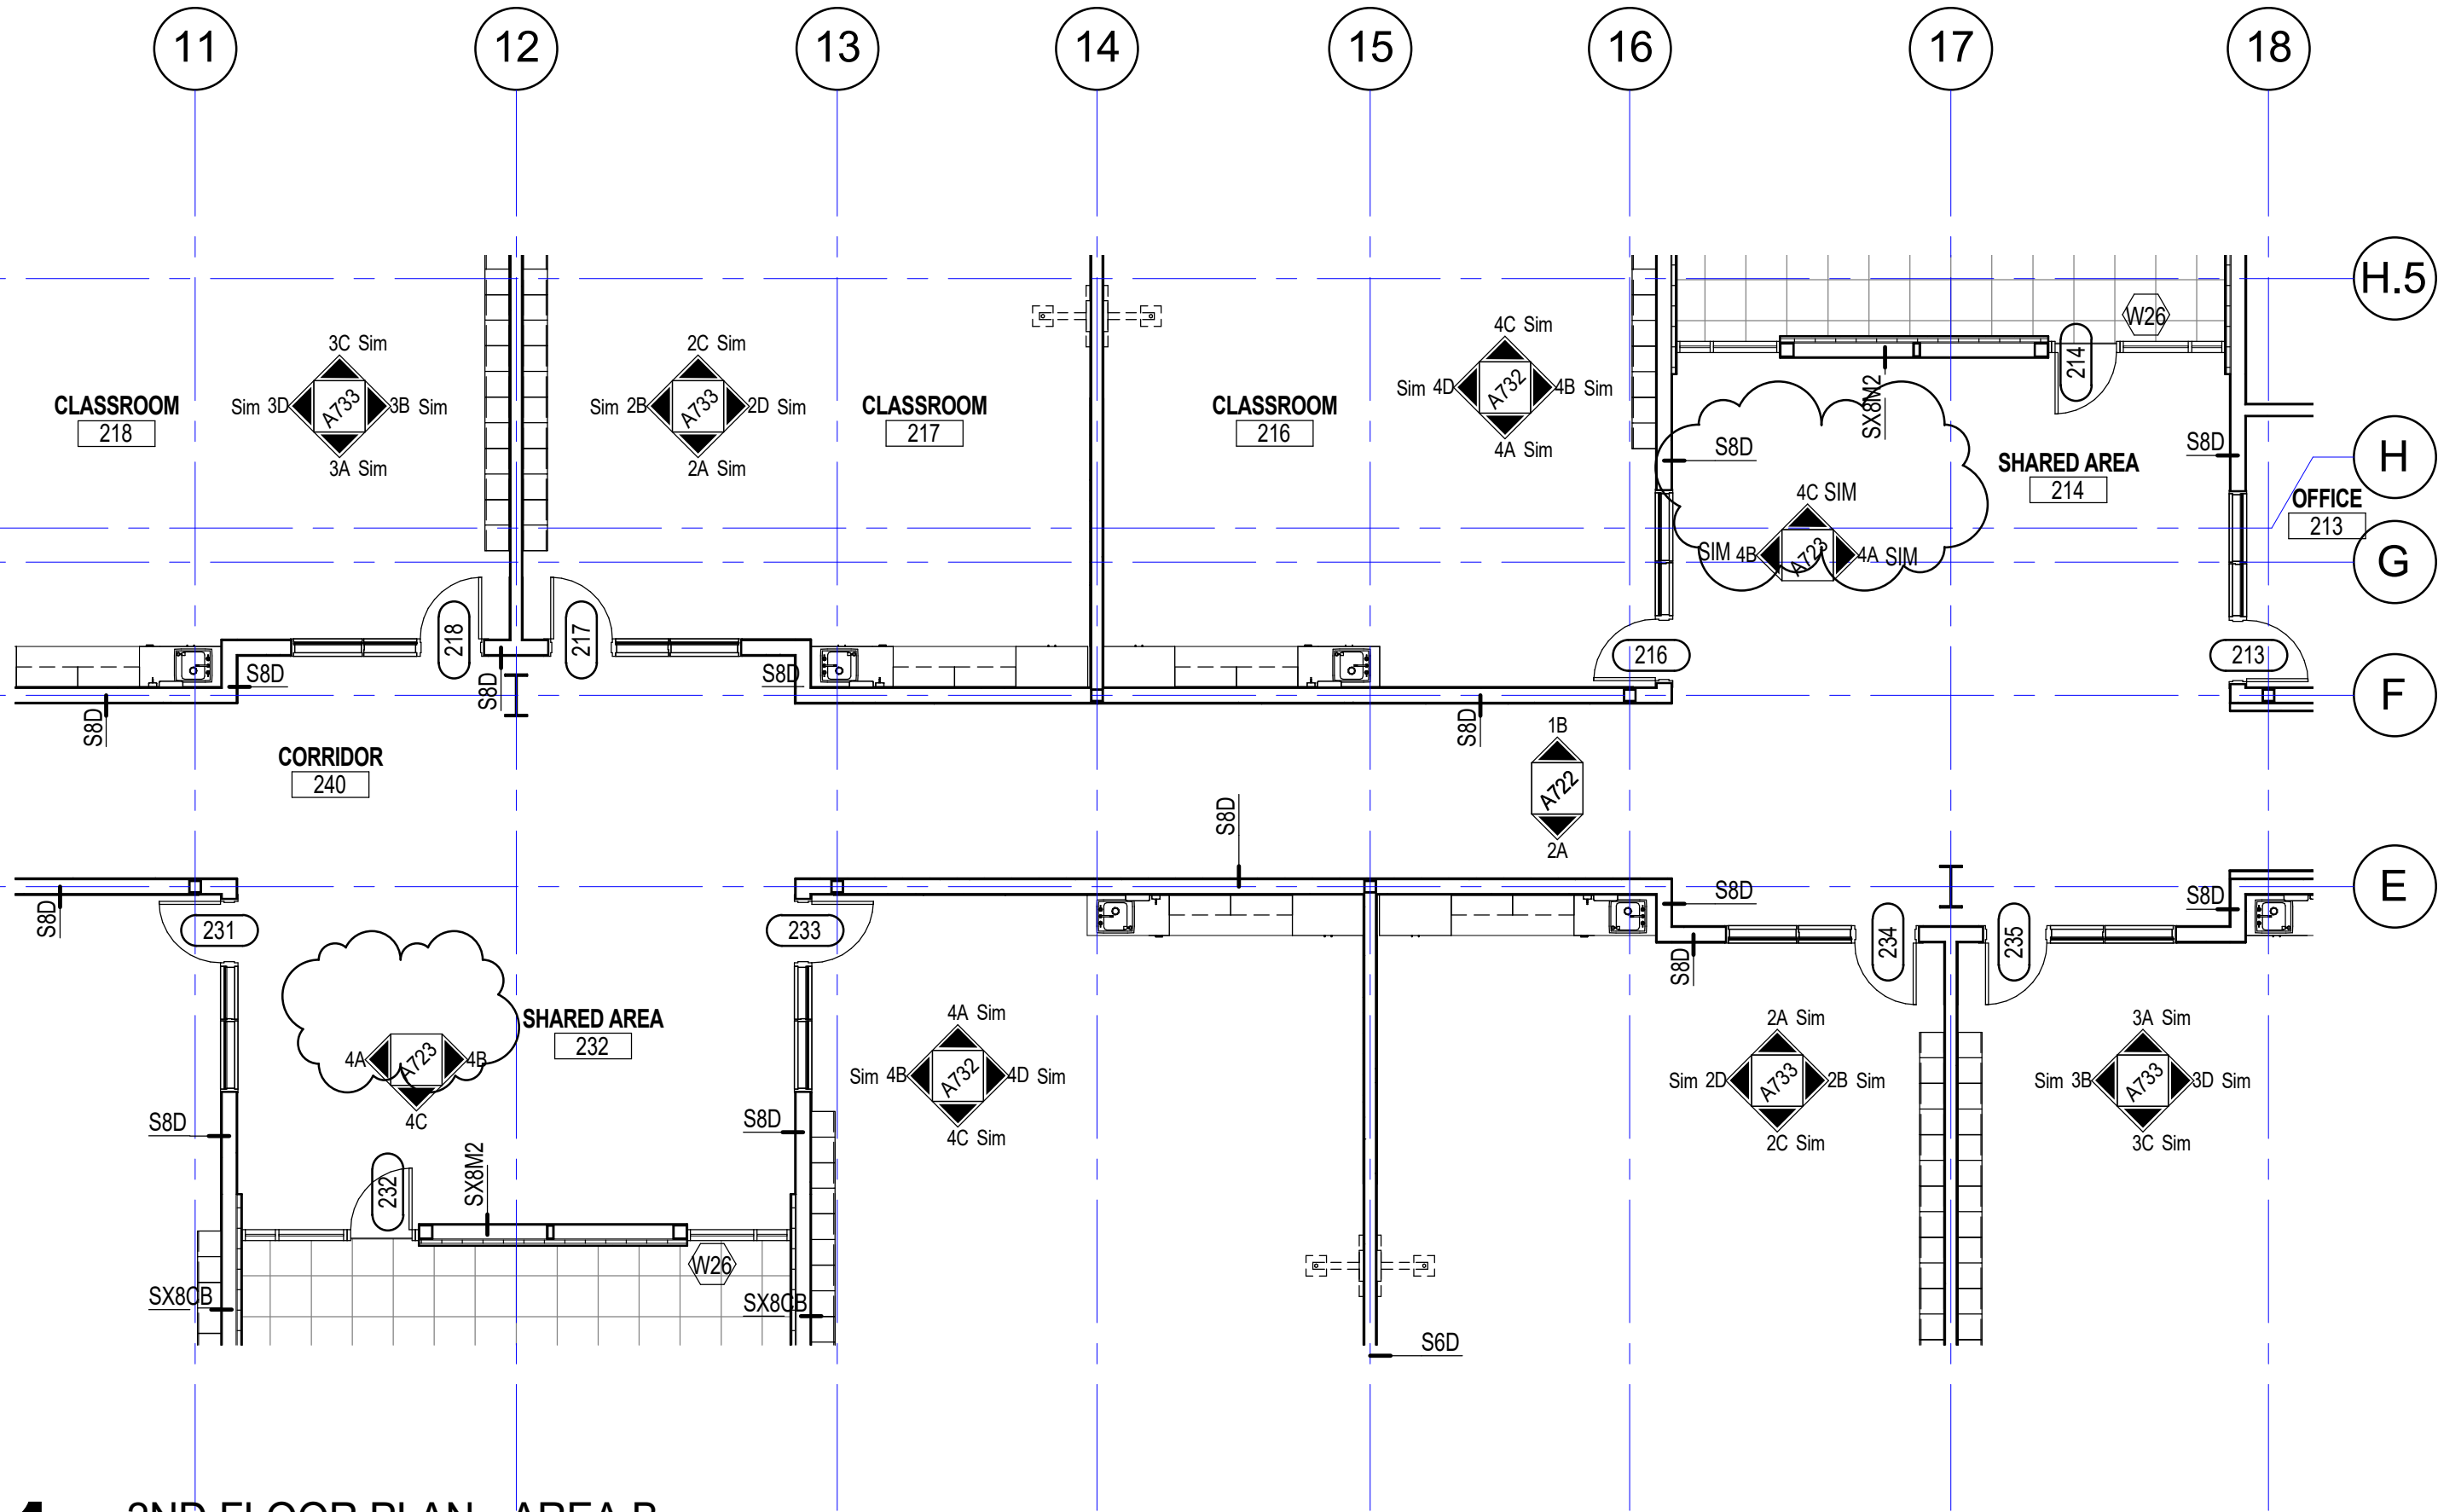 11 12 13 14 15 16 17 18
H.5
W26
214
3C Sim
2C Sim
4C Sim
SX8M2
Sim 3D A733 3B Sim
Sim 2B A733 2D Sim
Sim 4D A732 4B Sim
CLASSROOM
218
CLASSROOM
217
CLASSROOM
216
3A Sim
2A Sim
4A Sim
S8D
S8D
H
SHARED AREA
214
4C SIM
OFFICE
213
SIM 4B A723 4A SIM
G
218
217
216
213
S8D
S8D
S8D
S8D
S8D
F
1B
A722
2A
CORRIDOR
240
S8D
S8D
S8D
S8D
E
231
233
234
235
S8D
SHARED AREA
232
4A A723 4B
4C
4A Sim
Sim 4B A732 4D Sim
4C Sim
2A Sim
Sim 2D A733 2B Sim
2C Sim
3A Sim
Sim 3B A733 3D Sim
3C Sim
S8D
S8D
232
SX8M2
W26
SX8CB
SX8CB
S6D
2ND FLOOR PLAN - AREA B